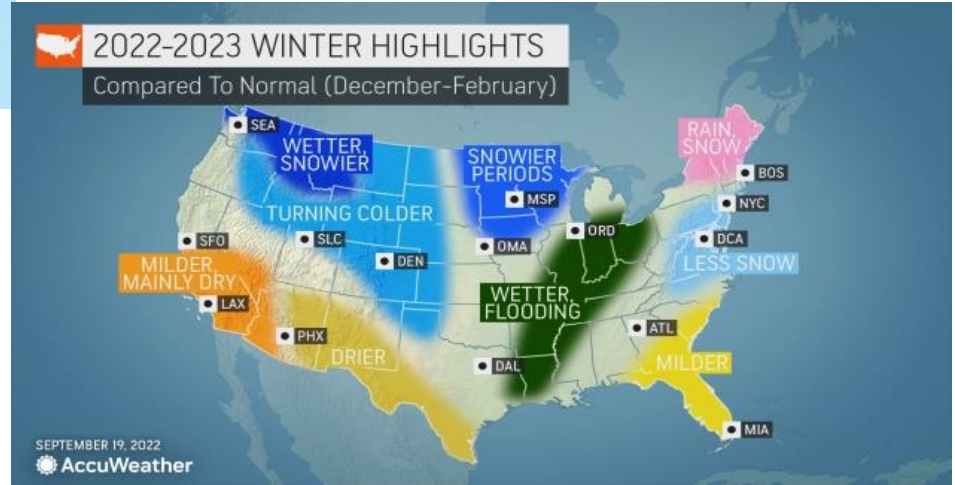 2022-2023 WINTER HIGHLIGHTS
Compared To Normal (December-February)
SEA
WETTER,
SNOWIER
SNOWIER
PERIODS
RAIN,
SNOW
MSP
BOS
NYC
TURNING COLDER
SFO
SLC
DEN
OMA
ORD
DCA
LESS SNOW
MILDER,
MAINLY DRY
LAX
WETTER,
FLOODING
PHX
DRIER
DAL
ATL
MILDER
MIA
SEPTEMBER 19, 2022
AccuWeather